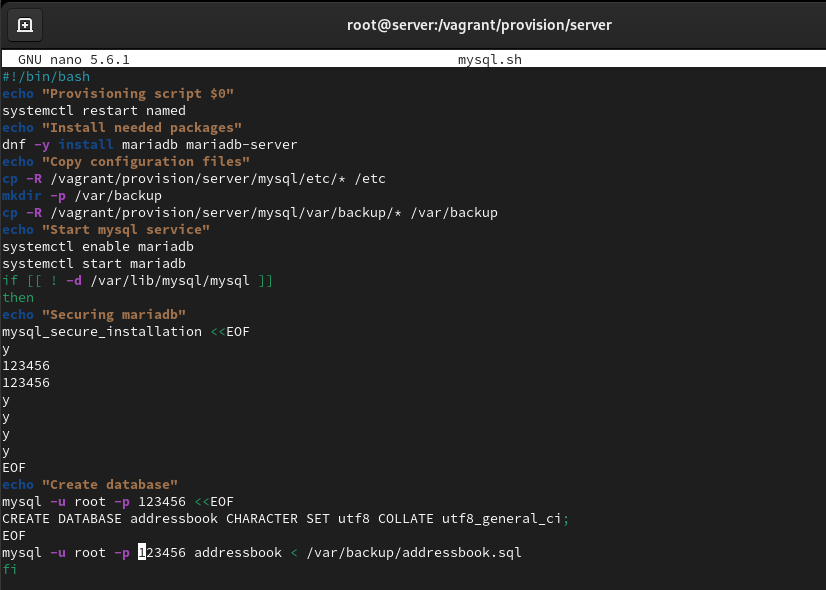 root@server:/vagrant/provision/server
GNU nano 5.6.1 mysql.sh
#!/bin/bash
echo "Provisioning script $0"
systemctl restart named
echo "Install needed packages"
dnf -y install mariadb mariadb-server
echo "Copy configuration files"
cp -R /vagrant/provision/server/mysql/etc/* /etc
mkdir -p /var/backup
cp -R /vagrant/provision/server/mysql/var/backup/* /var/backup
echo "Start mysql service"
systemctl enable mariadb
systemctl start mariadb
if [[ ! -d /var/lib/mysql/mysql ]]
then
echo "Securing mariadb"
mysql_secure_installation <<EOF
y
123456
123456
y
y
y
y
EOF
echo "Create database"
mysql -u root -p 123456 <<EOF
CREATE DATABASE addressbook CHARACTER SET utf8 COLLATE utf8_general_ci;
EOF
mysql -u root -p 123456 addressbook < /var/backup/addressbook.sql
fi